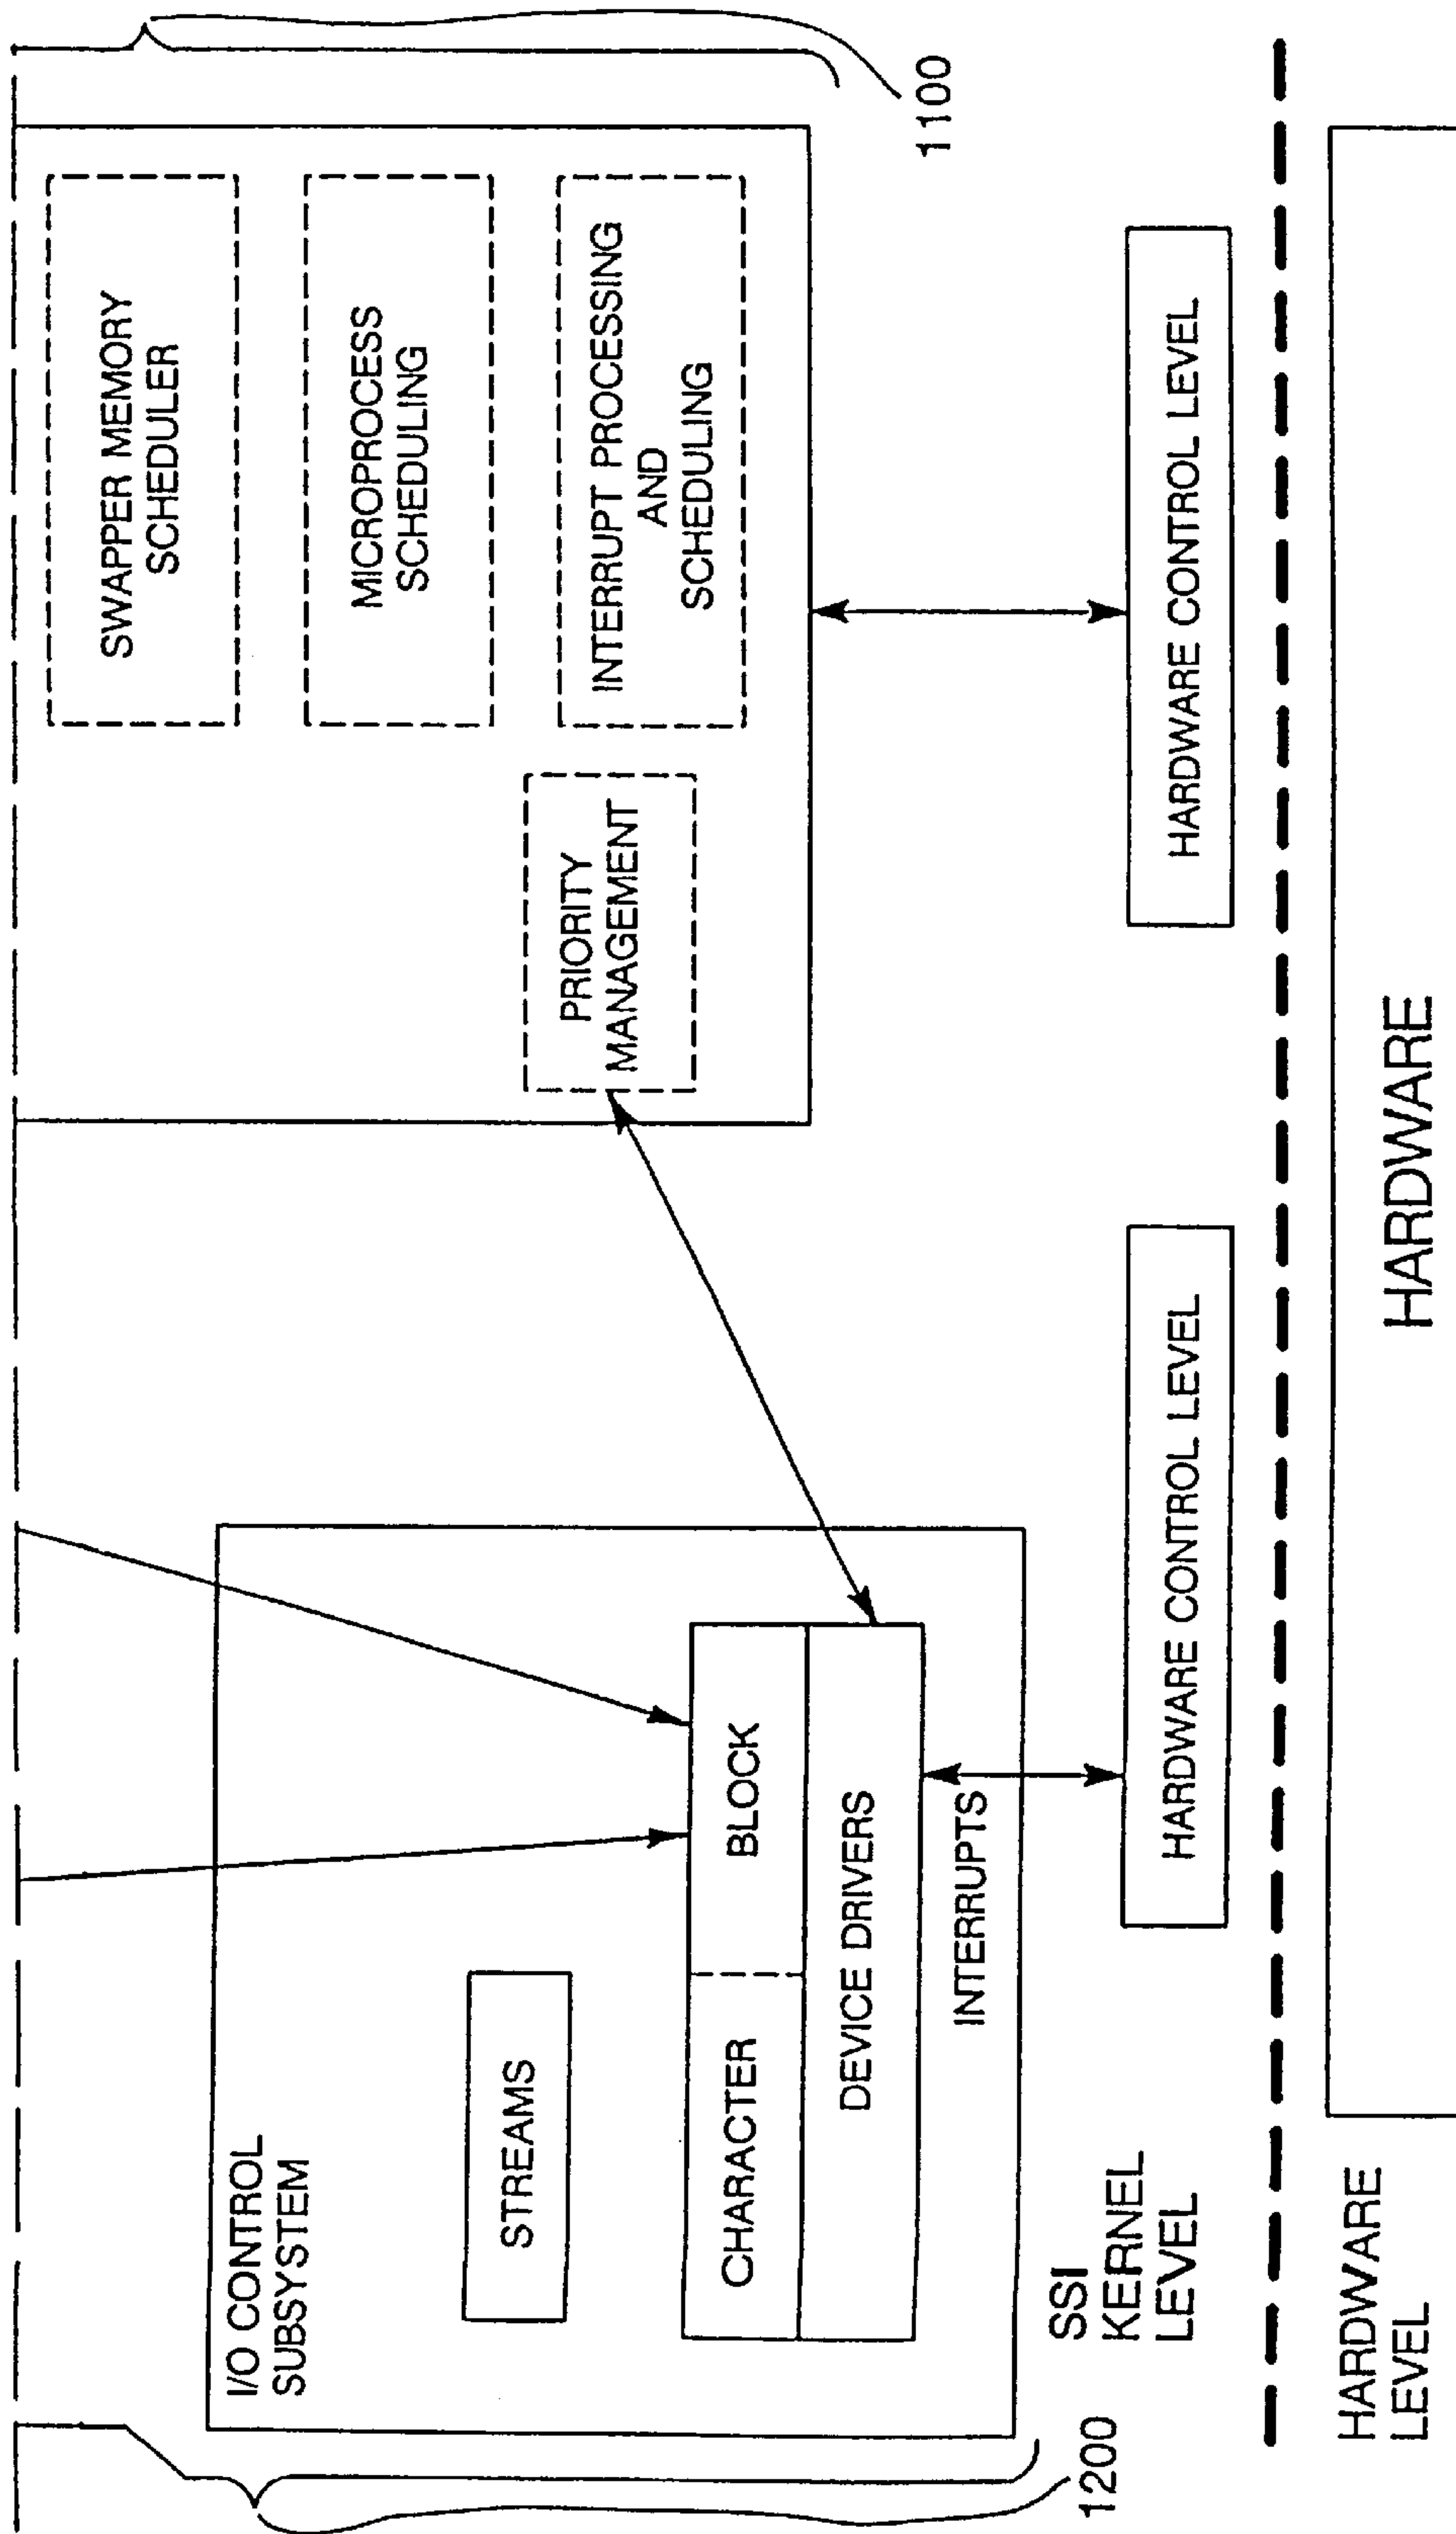 I/O CONTROL
SUBSYSTEM
STREAMS
CHARACTER
BLOCK
DEVICE DRIVERS
INTERRUPTS
SWAPPER MEMORY
SCHEDULER
MICROPROCESS
SCHEDULING
INTERRUPT PROCESSING
AND
SCHEDULING
PRIORITY
MANAGEMENT
1200
1100
SSI
KERNEL
LEVEL
HARDWARE CONTROL LEVEL
HARDWARE CONTROL LEVEL
HARDWARE
LEVEL
HARDWARE